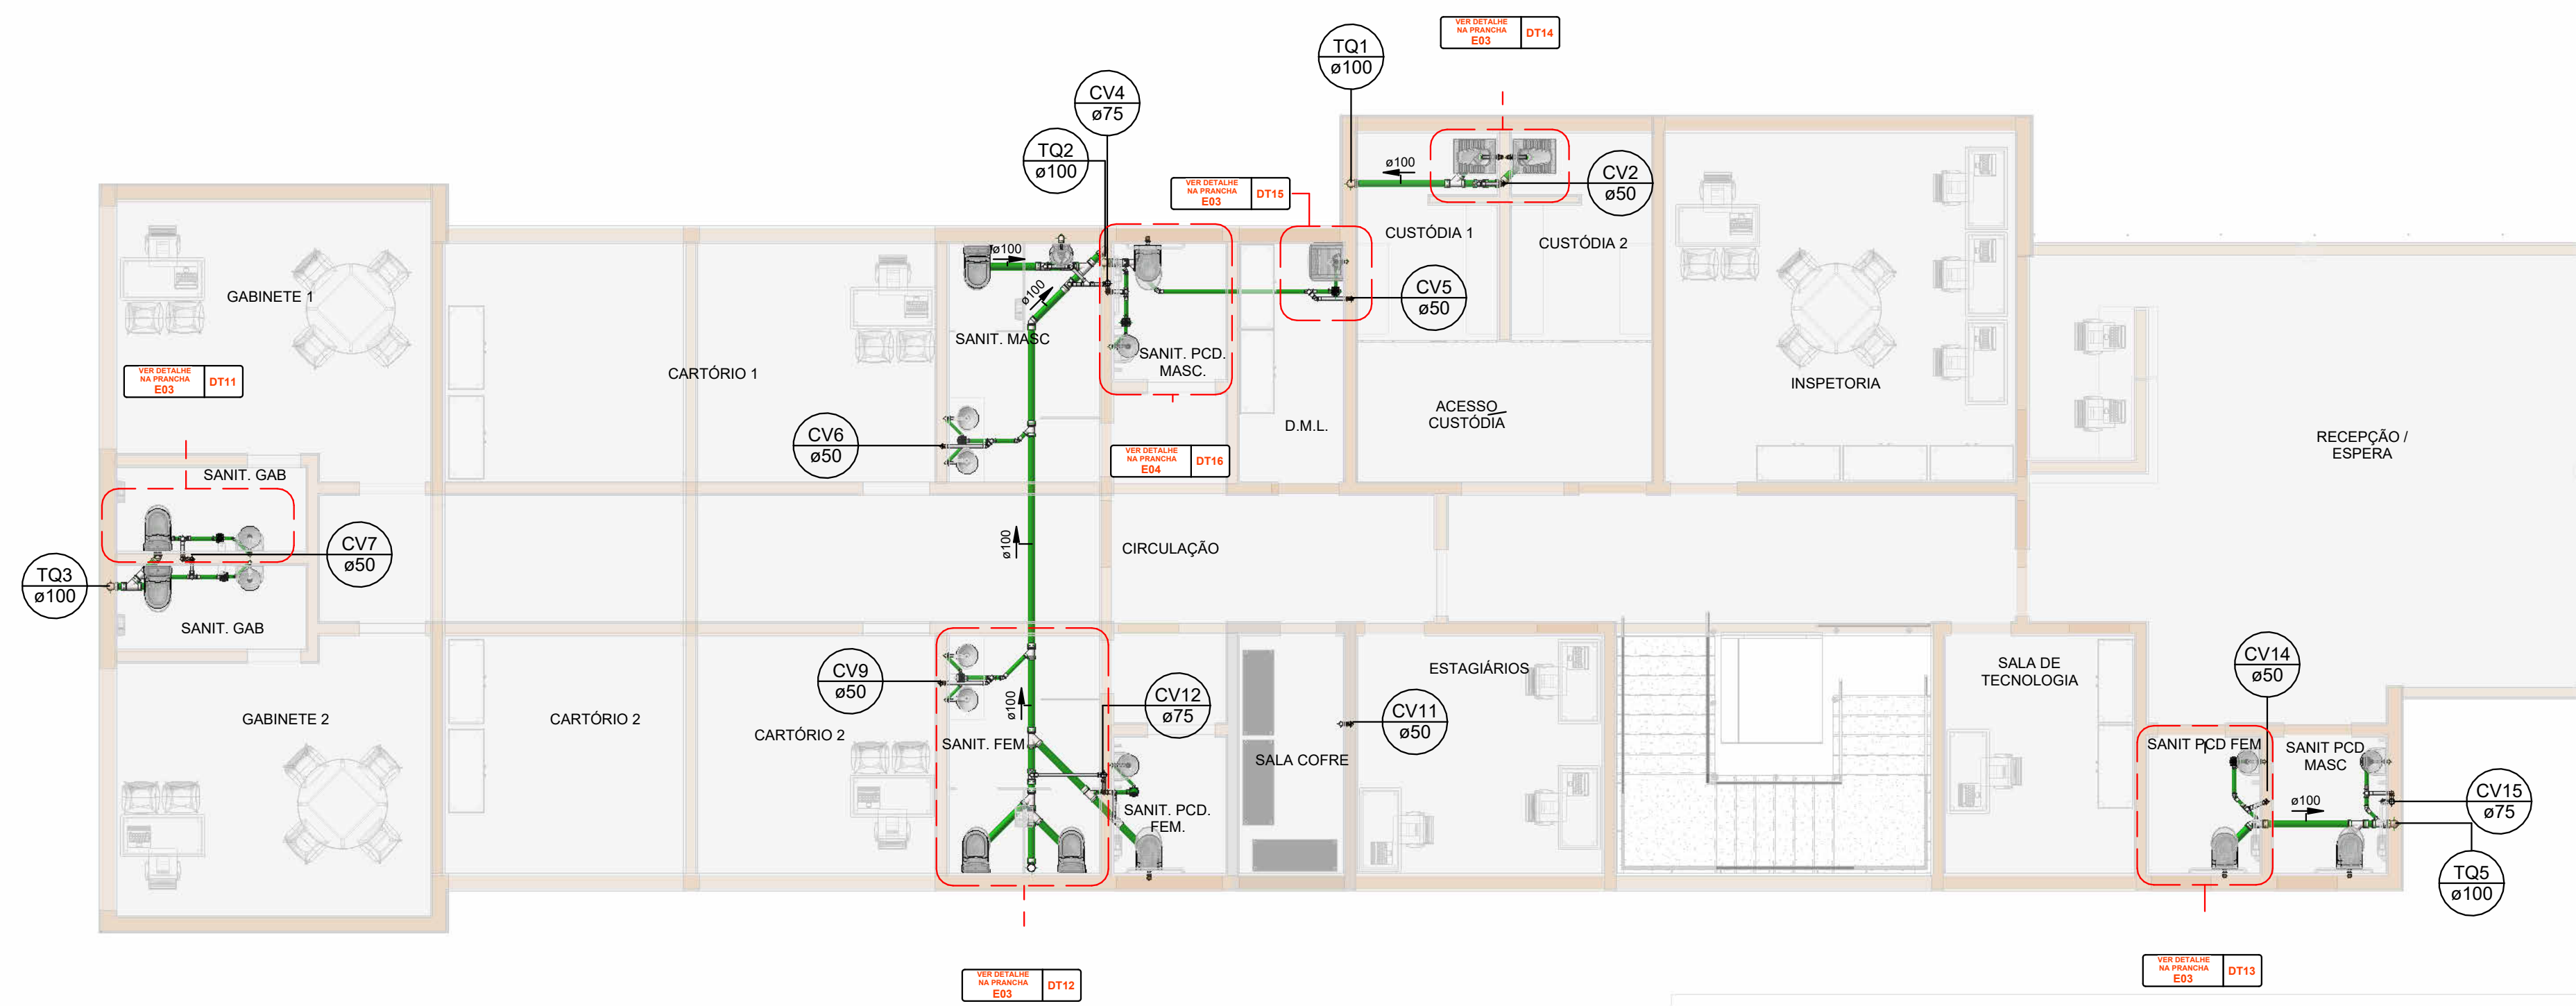 VER DETALHE
NA PRANCHA
E03
DT14
TQ1
ø100
CV4
ø75
TQ2
ø100
ø100
CV2
ø50
VER DETALHE
NA PRANCHA
E03
DT15
CUSTÓDIA 1
CUSTÓDIA 2
ø100
ø100
CV5
ø50
GABINETE 1
SANIT. MASC
SANIT. PCD.
MASC.
CARTÓRIO 1
VER DETALHE
NA PRANCHA
E03
DT11
INSPETORIA
ACESSO
CUSTÓDIA
D.M.L.
CV6
ø50
RECEPÇÃO /
ESPERA
VER DETALHE
NA PRANCHA
E04
DT16
SANIT. GAB
CV7
ø50
ø100
CIRCULAÇÃO
TQ3
ø100
SANIT. GAB
CV9
ø50
ESTAGIÁRIOS
SALA DE
TECNOLOGIA
CV14
ø50
ø100
CV12
ø75
CV11
ø50
GABINETE 2
CARTÓRIO 2
CARTÓRIO 2
SANIT. FEM
SALA COFRE
SANIT PCD FEM
SANIT PCD
MASC
SANIT. PCD.
FEM.
ø100
CV15
ø75
TQ5
ø100
VER DETALHE
NA PRANCHA
E03
DT12
VER DETALHE
NA PRANCHA
E03
DT13